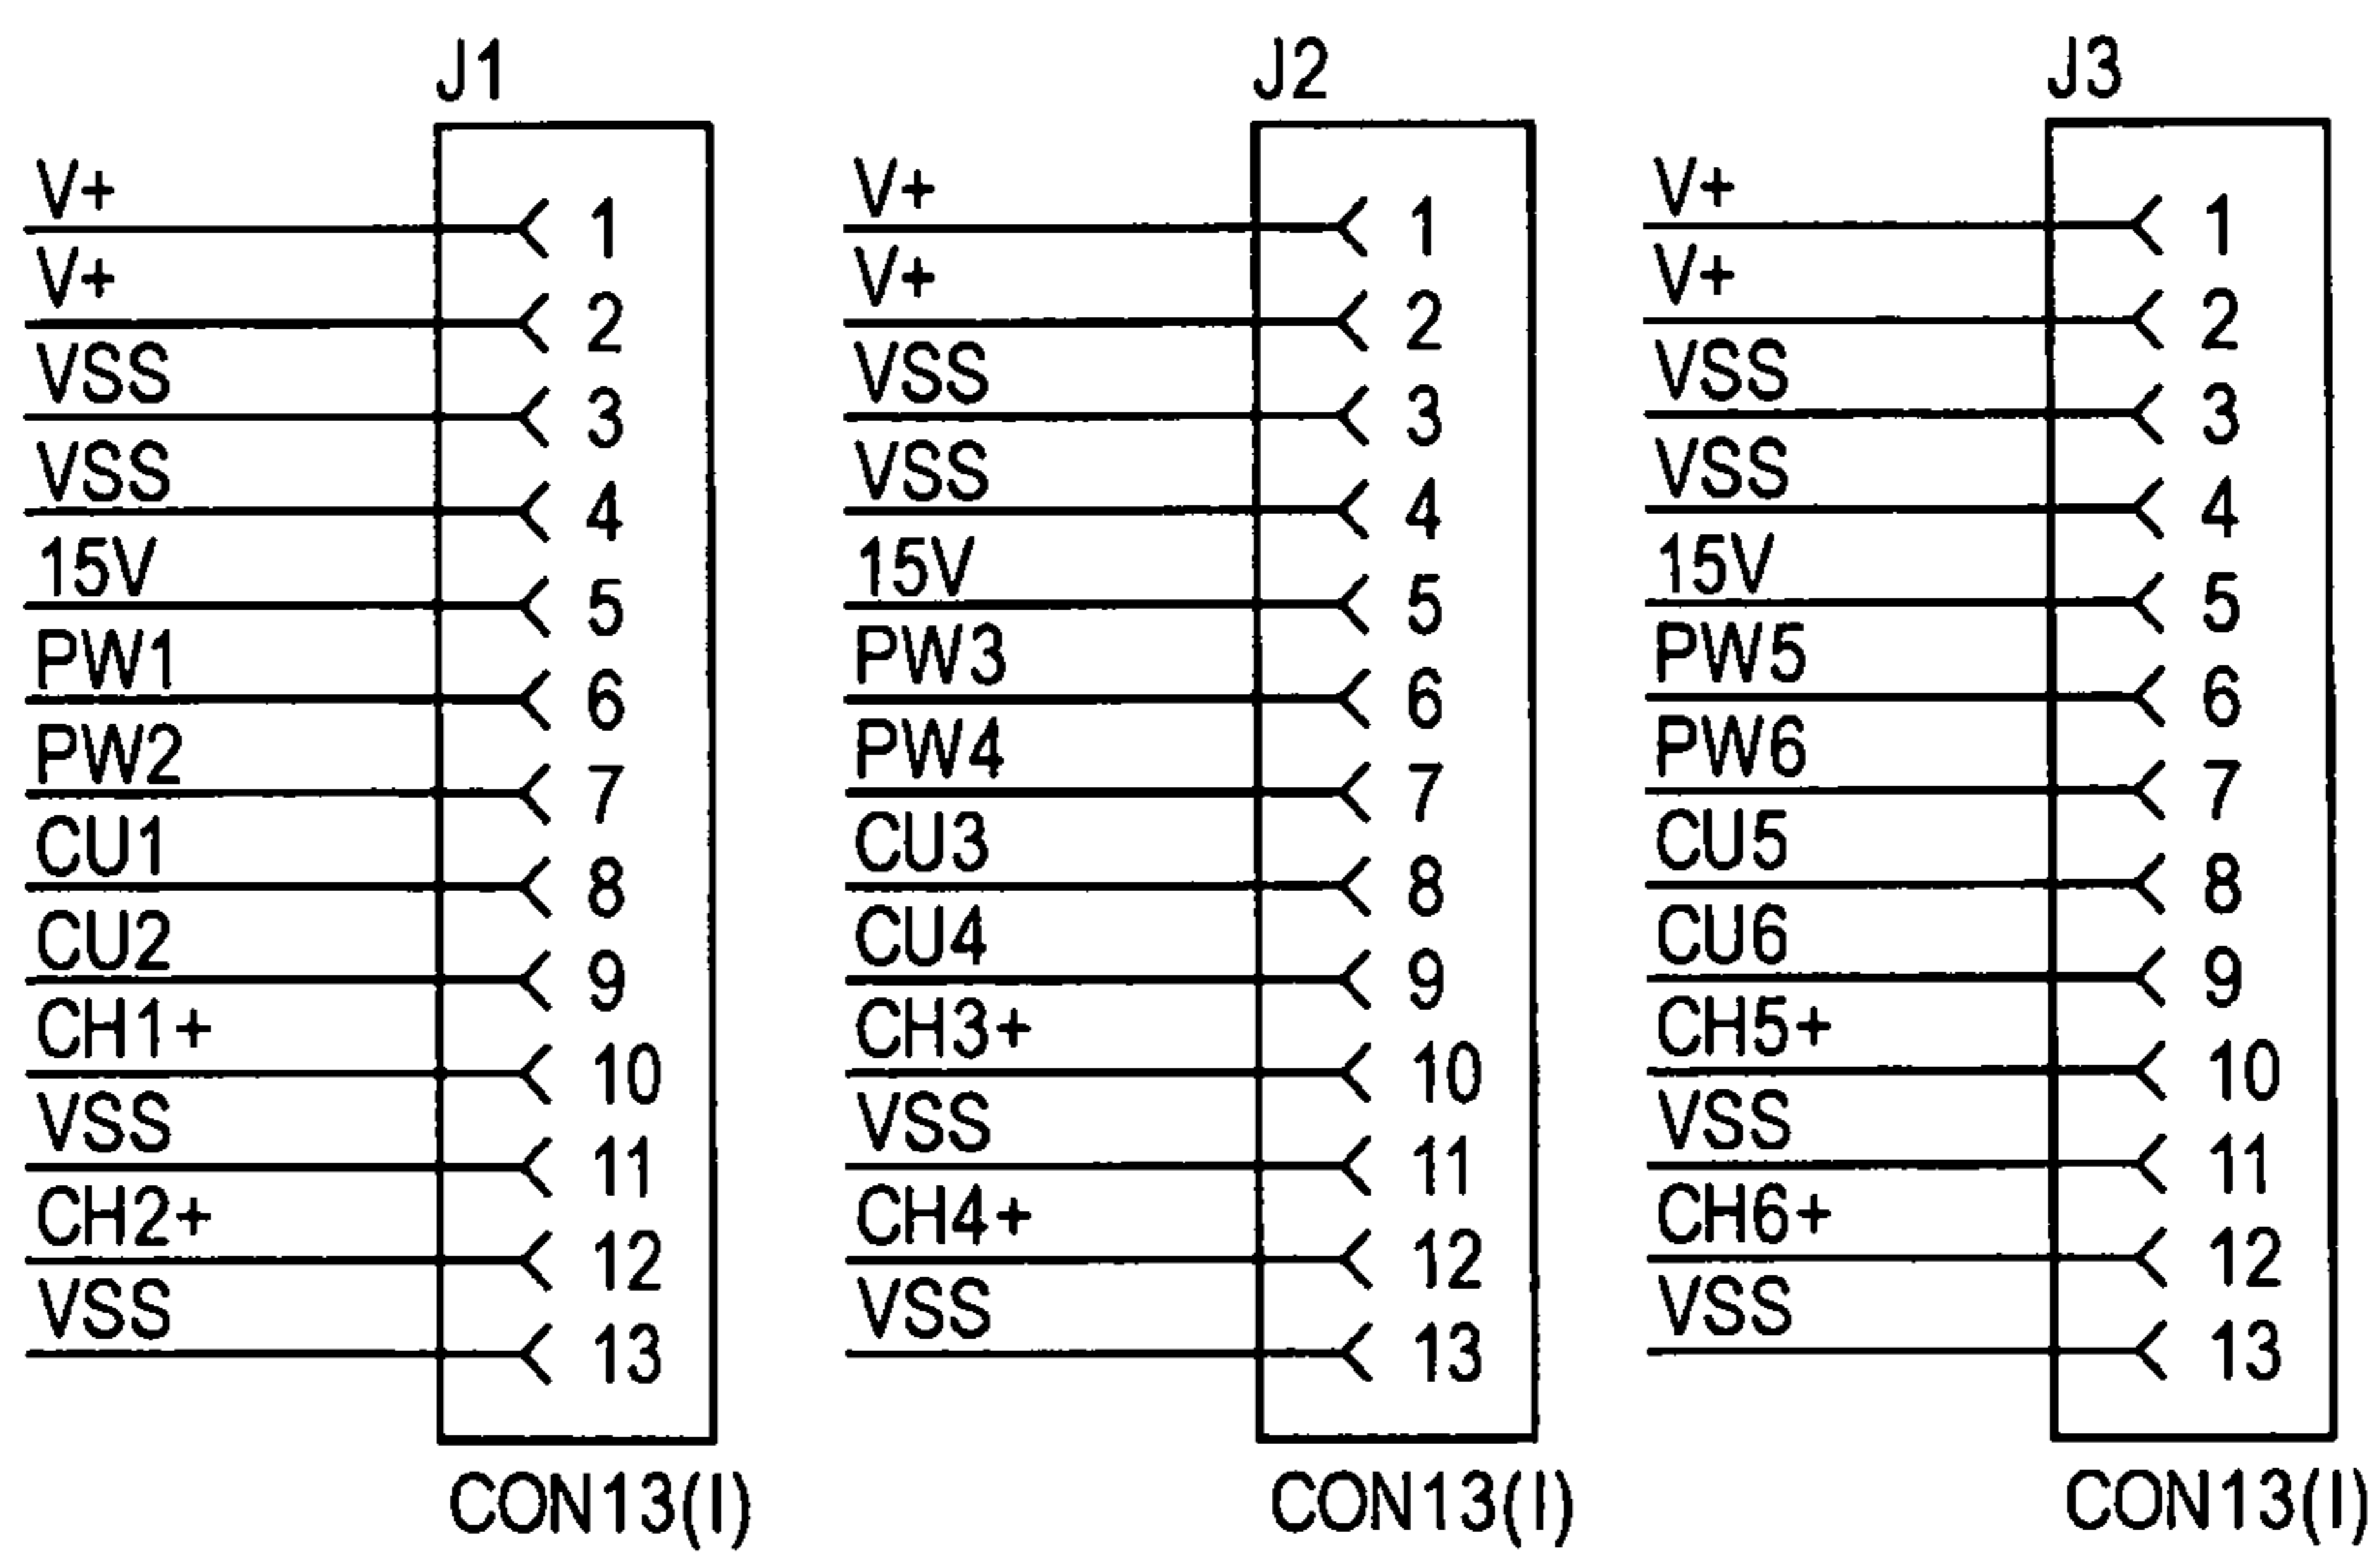 J1
V+ 1
V+ 2
VSS 3
VSS 4
15V 5
PW1 6
PW2 7
CU1 8
CU2 9
CH1+ 10
VSS 11
CH2+ 12
VSS 13
CON13(I)
J2
V+ 1
V+ 2
VSS 3
VSS 4
15V 5
PW3 6
PW4 7
CU3 8
CU4 9
CH3+ 10
VSS 11
CH4+ 12
VSS 13
CON13(I)
J3
V+ 1
V+ 2
VSS 3
VSS 4
15V 5
PW5 6
PW6 7
CU5 8
CU6 9
CH5+ 10
VSS 11
CH6+ 12
VSS 13
CON13(I)